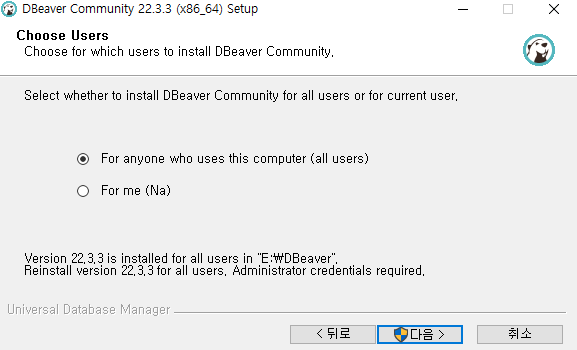 DBeaver Community 22.3.3 (x86_64) Setup
Choose Users
Choose for which users to install DBeaver Community.
Select whether to install DBeaver Community for all users or for current user.
For anyone who uses this computer (all users)
For me (Na)
Version 22.3.3 is installed for all users in "E:₩DBeaver".
Reinstall version 22.3.3 for all users. Administrator credentials required.
Universal Database Manager
< 뒤로
다음 >
취소